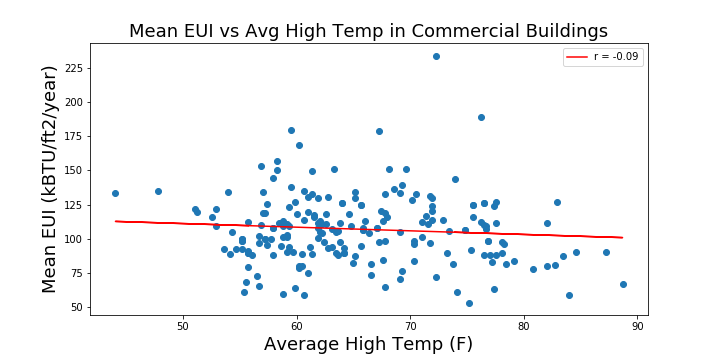 Mean EUI vs Avg High Temp in Commercial Buildings
r = -0.09
Mean EUI (kBTU/ft2/year)
225
200
175
150
125
100
75
50
50 60 70 80 90
Average High Temp (F)